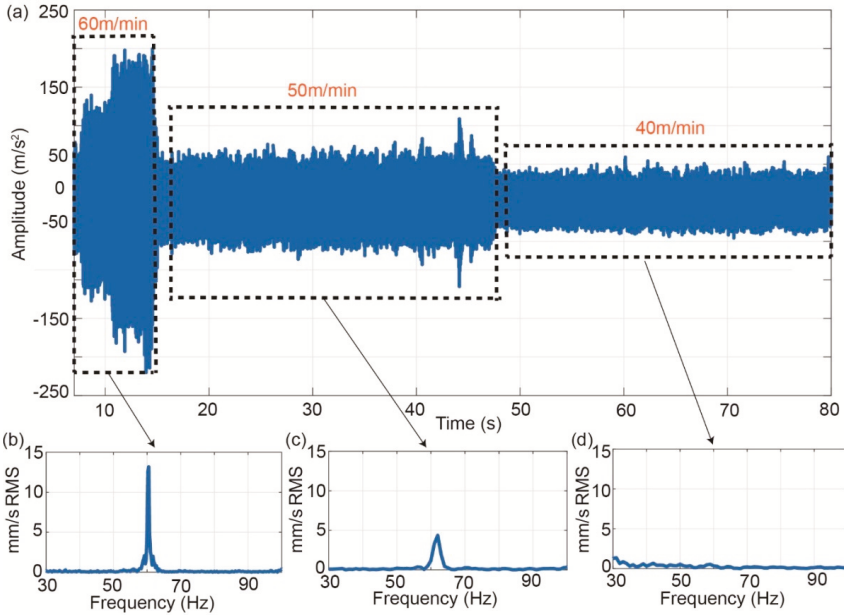 (a)
250
150
50
0
-50
-150
-250
Amplitude (m/s²)
60m/min
50m/min
40m/min
10 20 30 40 50 60 70 80
Time (s)
(b)
15
10
5
0
mm/s RMS
30 50 70 90
Frequency (Hz)
(c)
15
10
5
0
mm/s RMS
30 50 70 90
Frequency (Hz)
(d)
15
10
5
0
mm/s RMS
30 50 70 90
Frequency (Hz)